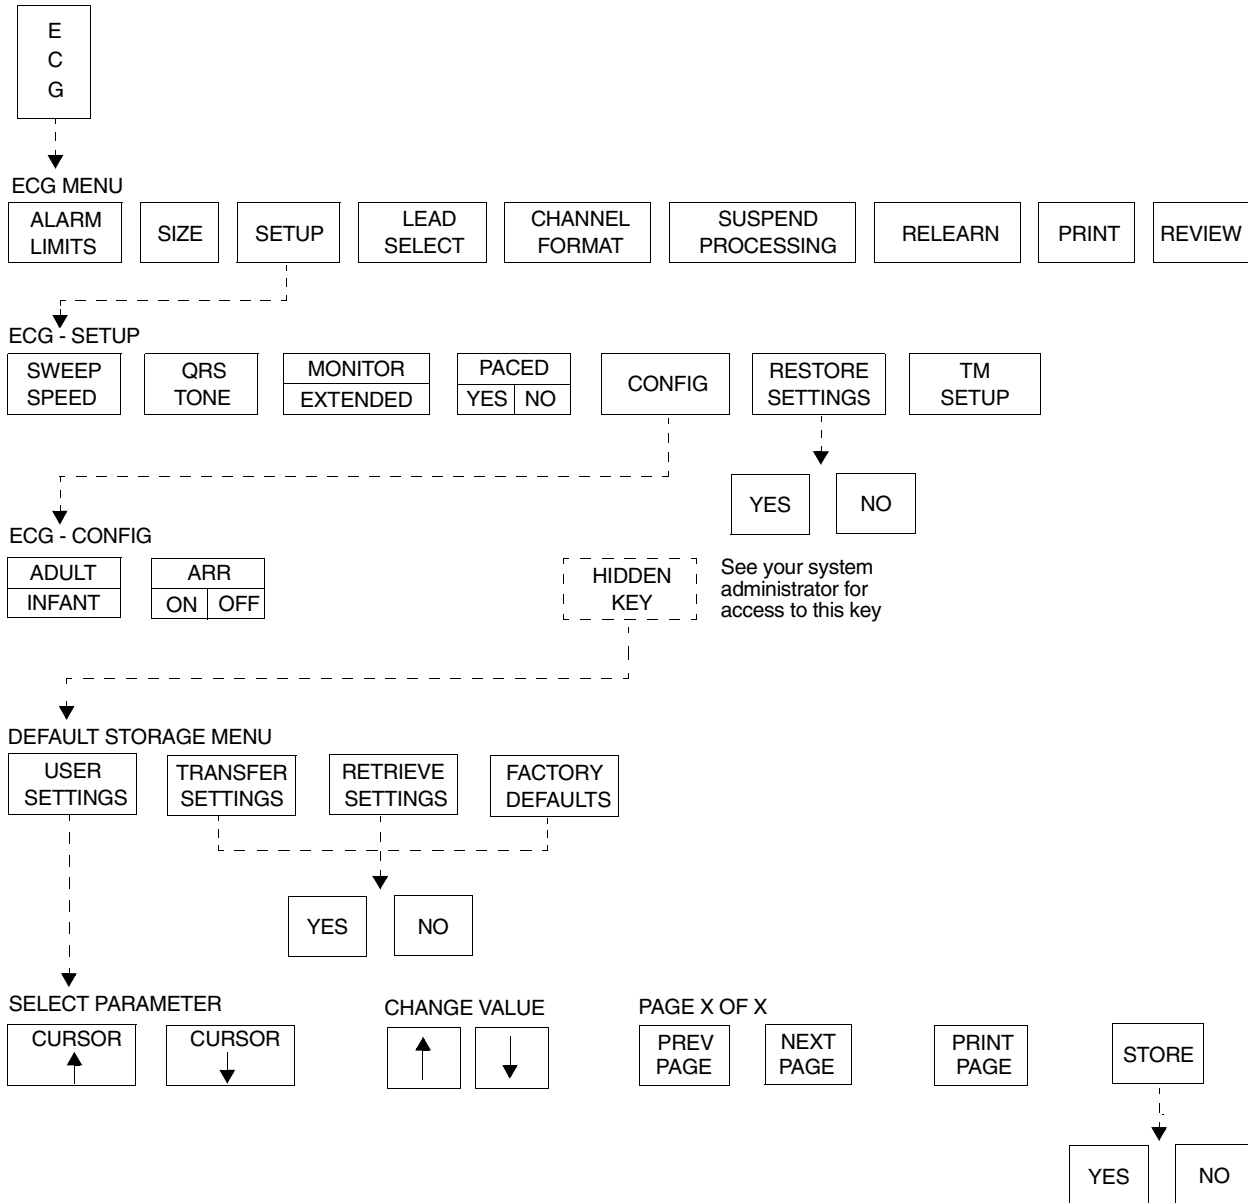 E
C
G
ECG MENU
ALARM
LIMITS
SIZE
SETUP
LEAD
SELECT
CHANNEL
FORMAT
SUSPEND
PROCESSING
RELEARN
PRINT
REVIEW
ECG - SETUP
SWEEP
SPEED
QRS
TONE
MONITOR
EXTENDED
PACED
YES NO
CONFIG
RESTORE
SETTINGS
TM
SETUP
YES
NO
ECG - CONFIG
ADULT
INFANT
ARR
ON OFF
HIDDEN
KEY
See your system
administrator for
access to this key
DEFAULT STORAGE MENU
USER
SETTINGS
TRANSFER
SETTINGS
RETRIEVE
SETTINGS
FACTORY
DEFAULTS
YES
NO
SELECT PARAMETER
CURSOR
CURSOR
CHANGE VALUE
PAGE X OF X
PREV
PAGE
NEXT
PAGE
PRINT
PAGE
STORE
YES
NO